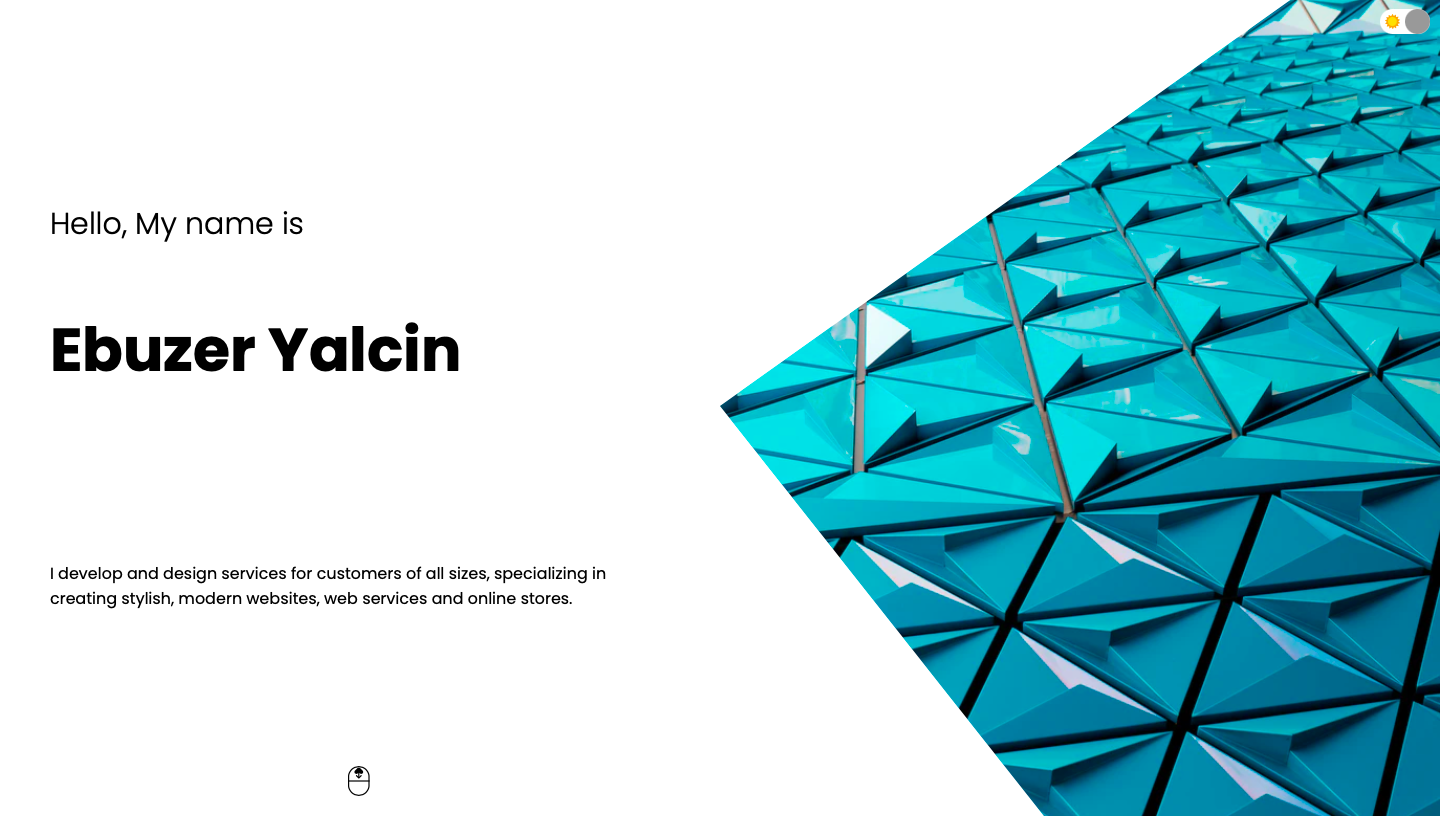 Hello, My name is
Ebuzer Yalcin
I develop and design services for customers of all sizes, specializing in
creating stylish, modern websites, web services and online stores.